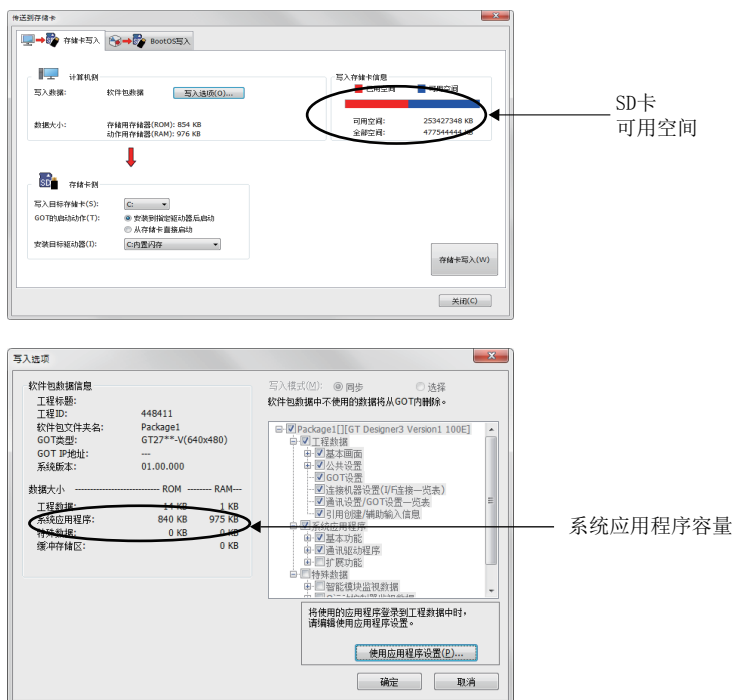 传送到存储卡
存储卡写入 BootOS写入
计算机侧
写入数据: 软件包数据 写入选项(O)...
数据大小: 存储用存储器(ROM): 854 KB
动作用存储器(RAM): 976 KB
写入存储卡信息
已用空间 可用空间
可用空间: 253427348 KB
全部空间: 477544444 KB
SD卡
可用空间
SD 存储卡侧
写入目标存储卡(S): C:
GOT的启动动作(T): 安装到指定驱动器后启动
从存储卡直接启动
安装目标驱动器(I): C:内置闪存
存储卡写入(W)
关闭(C)
写入选项
软件包数据信息
工程标题:
工程ID: 448411
软件包文件夹名: Package1
GOT类型: GT27**-V(640x480)
GOT IP地址: ---
系统版本: 01.00.000
数据大小 ROM RAM
工程数据: 14 KB 1 KB
系统应用程序: 840 KB 975 KB
特殊数据: 0 KB 0 KB
缓冲存储区: 0 KB
写入模式(M): 同步 选择
软件包数据中不使用的数据将从GOT内删除。
Package1[][GT Designer3 Version1 100E]
工程数据
基本画面
公共设置
GOT设置
连接机器设置(I/F连接一览表)
通讯设置/GOT设置一览表
引用创建/辅助输入信息
系统应用程序
基本功能
通讯驱动程序
扩展功能
特殊数据
智能模块监视数据
系统应用程序容量
将使用的应用程序登录到工程数据中时，
请编辑使用应用程序设置。
使用应用程序设置(P)...
确定 取消